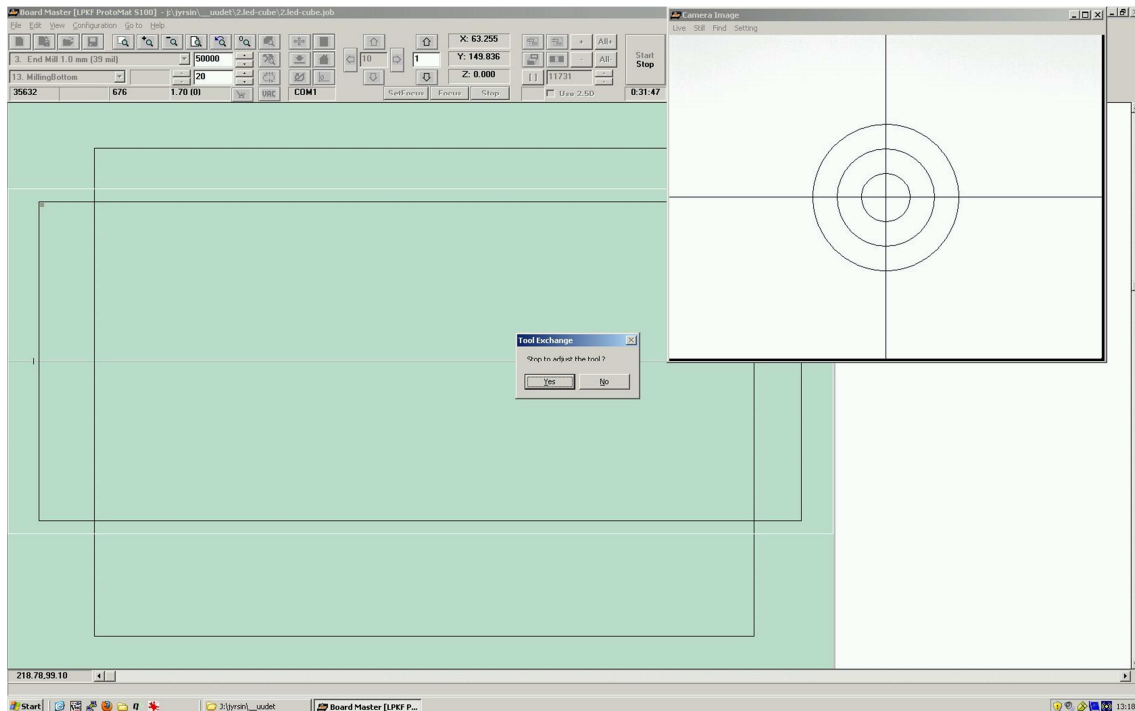 Board Master [LPKF ProtoMat S100] - j:\jyrsin\__uudet\2.led-cube\2.led-cube.job
File Edit View Configuration Go to Help
X: 63.255
All+
3. End Mill 1.0 mm (39 mil) 50000 10 1 Y: 149.836 All- Start Stop
13. MillingBottom 20 Z: 0.000 [ ] 11731
35632 676 1.70 (0) VAC COM1 SetFocus Focus Stop Use 2.5D 0:31:47
Camera Image
Live Still Find Setting
Tool Exchange
Stop to adjust the tool ?
Yes No
218.78,99.10
Start J:\jyrsin\__uudet Board Master [LPKF P... 13:18